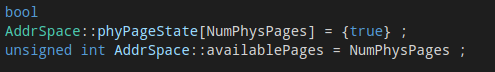 bool
AddrSpace::phyPageState[NumPhysPages] = {true} ;
unsigned int AddrSpace::availablePages = NumPhysPages ;